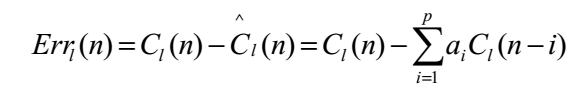 Err_l(n) = C_l(n) − Ĉ_l(n) = C_l(n) − ∑_{i=1}^{p} a_i C_l(n−i)